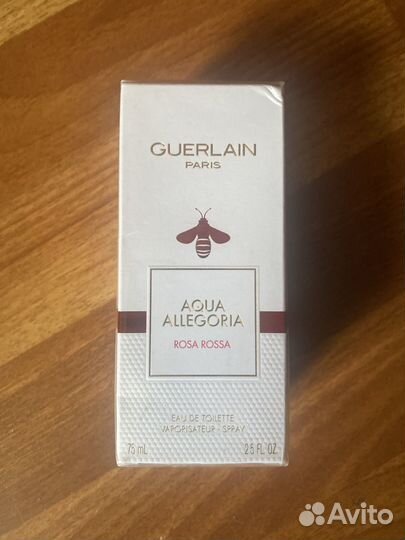 GUERLAIN
PARIS
AQUA
ALLEGORIA
ROSA ROSSA
EAU DE TOILETTE
VAPORISATEUR - SPRAY
75 mL 2.5 FL. OZ
Avito